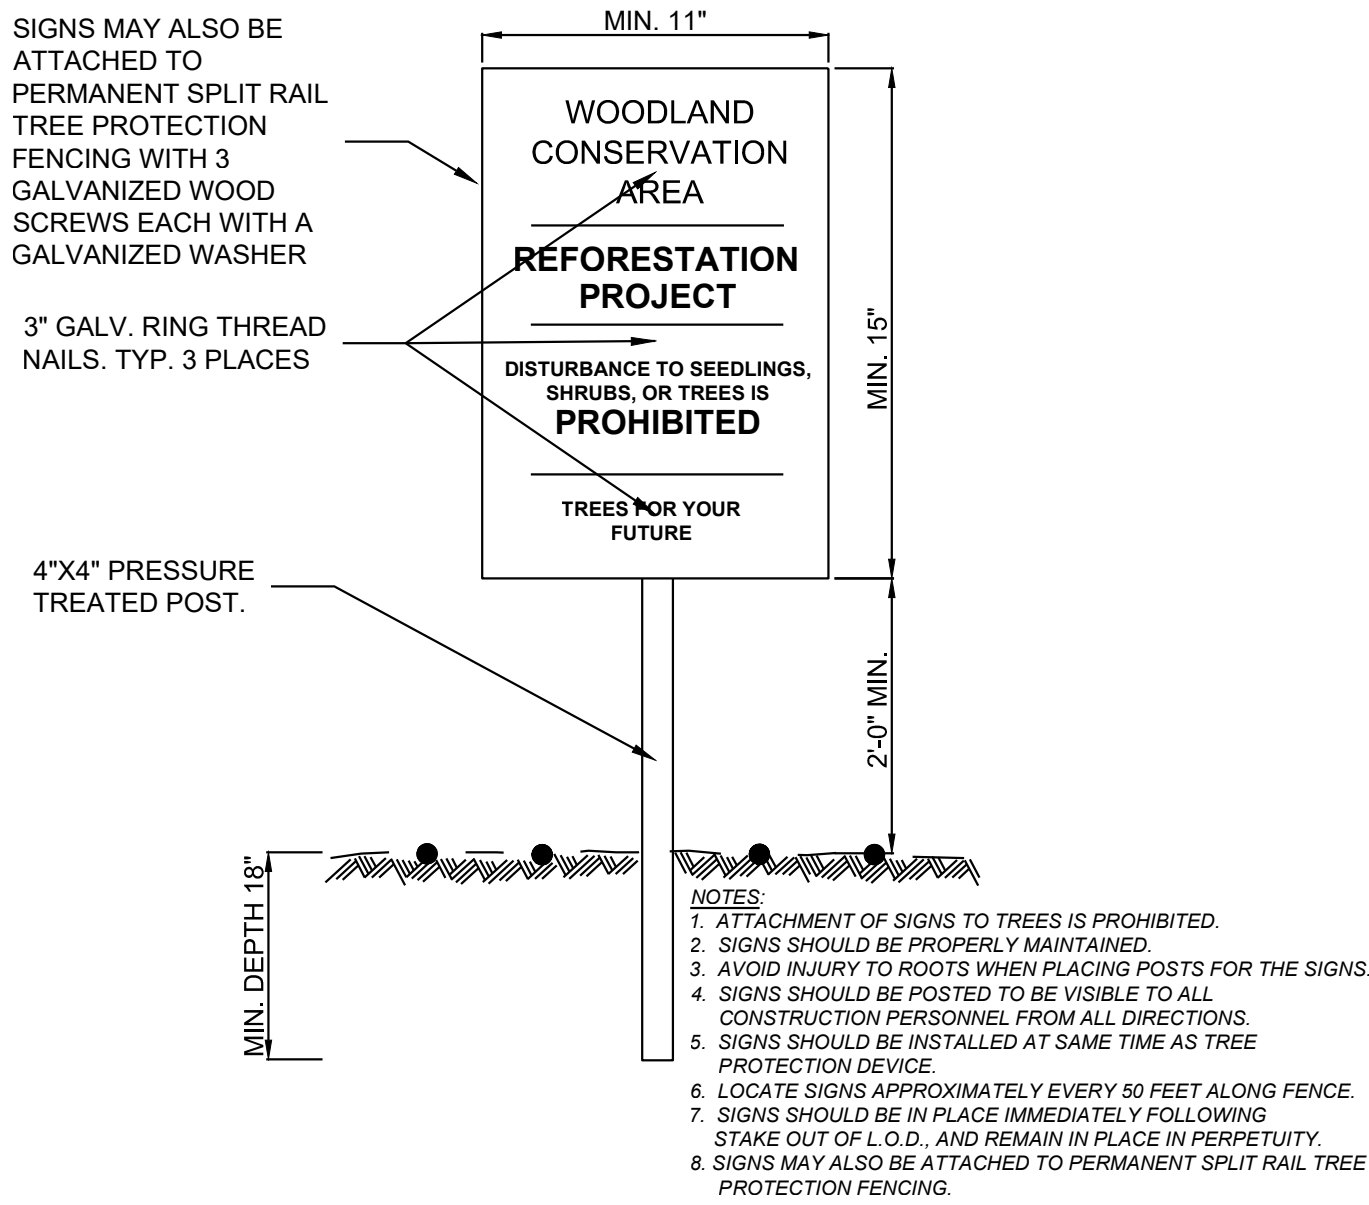 SIGNS MAY ALSO BE
ATTACHED TO
PERMANENT SPLIT RAIL
TREE PROTECTION
FENCING WITH 3
GALVANIZED WOOD
SCREWS EACH WITH A
GALVANIZED WASHER
3" GALV. RING THREAD
NAILS. TYP. 3 PLACES
4"X4" PRESSURE
TREATED POST.
MIN. 11"
WOODLAND
CONSERVATION
AREA
REFORESTATION
PROJECT
DISTURBANCE TO SEEDLINGS,
SHRUBS, OR TREES IS
PROHIBITED
TREES FOR YOUR
FUTURE
MIN. 15"
2'-0" MIN.
MIN. DEPTH 18"
NOTES:
1. ATTACHMENT OF SIGNS TO TREES IS PROHIBITED.
2. SIGNS SHOULD BE PROPERLY MAINTAINED.
3. AVOID INJURY TO ROOTS WHEN PLACING POSTS FOR THE SIGNS.
4. SIGNS SHOULD BE POSTED TO BE VISIBLE TO ALL
CONSTRUCTION PERSONNEL FROM ALL DIRECTIONS.
5. SIGNS SHOULD BE INSTALLED AT SAME TIME AS TREE
PROTECTION DEVICE.
6. LOCATE SIGNS APPROXIMATELY EVERY 50 FEET ALONG FENCE.
7. SIGNS SHOULD BE IN PLACE IMMEDIATELY FOLLOWING
STAKE OUT OF L.O.D., AND REMAIN IN PLACE IN PERPETUITY.
8. SIGNS MAY ALSO BE ATTACHED TO PERMANENT SPLIT RAIL TREE
PROTECTION FENCING.